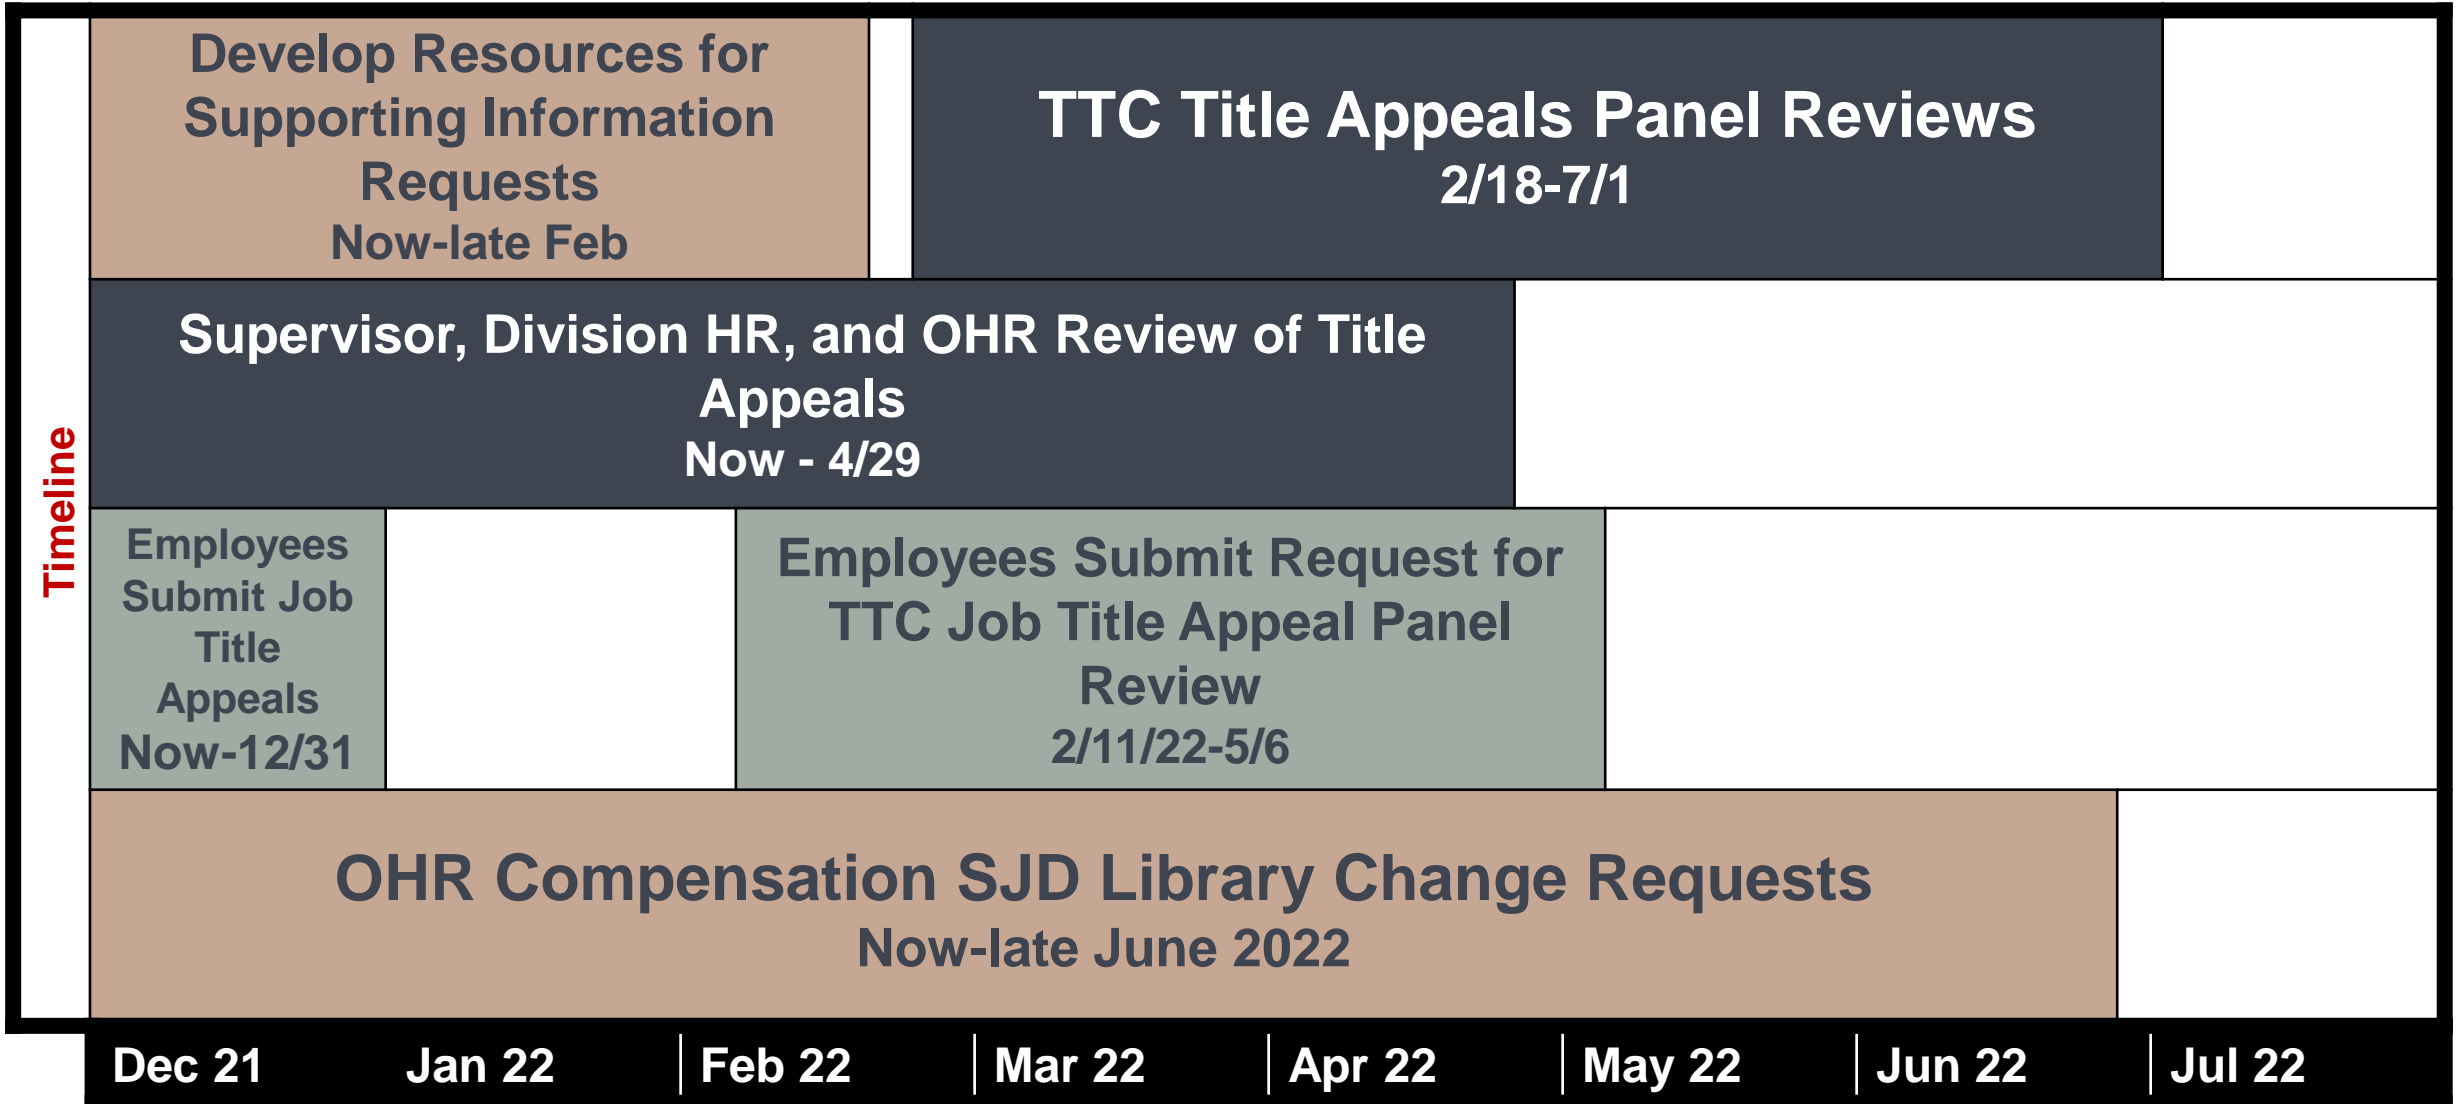 Timeline
Develop Resources for
Supporting Information
Requests
Now-late Feb
TTC Title Appeals Panel Reviews
2/18-7/1
Supervisor, Division HR, and OHR Review of Title
Appeals
Now - 4/29
Employees
Submit Job
Title
Appeals
Now-12/31
Employees Submit Request for
TTC Job Title Appeal Panel
Review
2/11/22-5/6
OHR Compensation SJD Library Change Requests
Now-late June 2022
Dec 21 Jan 22 Feb 22 Mar 22 Apr 22 May 22 Jun 22 Jul 22